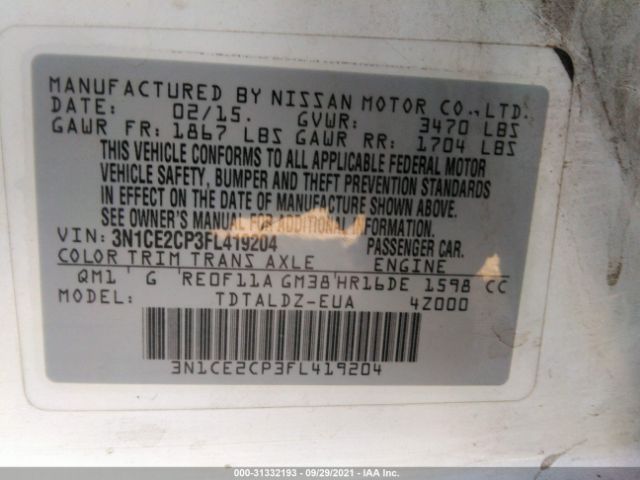 MANUFACTURED BY NISSAN MOTOR CO., LTD.
DATE: 02/15. GVWR: 3470 LBS
GAWR FR: 1867 LBS GAWR RR: 1704 LBS
THIS VEHICLE CONFORMS TO ALL APPLICABLE FEDERAL MOTOR
VEHICLE SAFETY, BUMPER AND THEFT PREVENTION STANDARDS
IN EFFECT ON THE DATE OF MANUFACTURE SHOWN ABOVE.
SEE OWNER'S MANUAL FOR ADDITIONAL INFORMATION.
VIN: 3N1CE2CP3FL419204 PASSENGER CAR.
COLOR TRIM TRANS AXLE ENGINE
QM1 G RE0F11A GM38 HR16DE 1598 CC
MODEL: TDTALDZ-EUA 4Z000
3N1CE2CP3FL419204
000-31332193 - 09/29/2021 - IAA Inc.